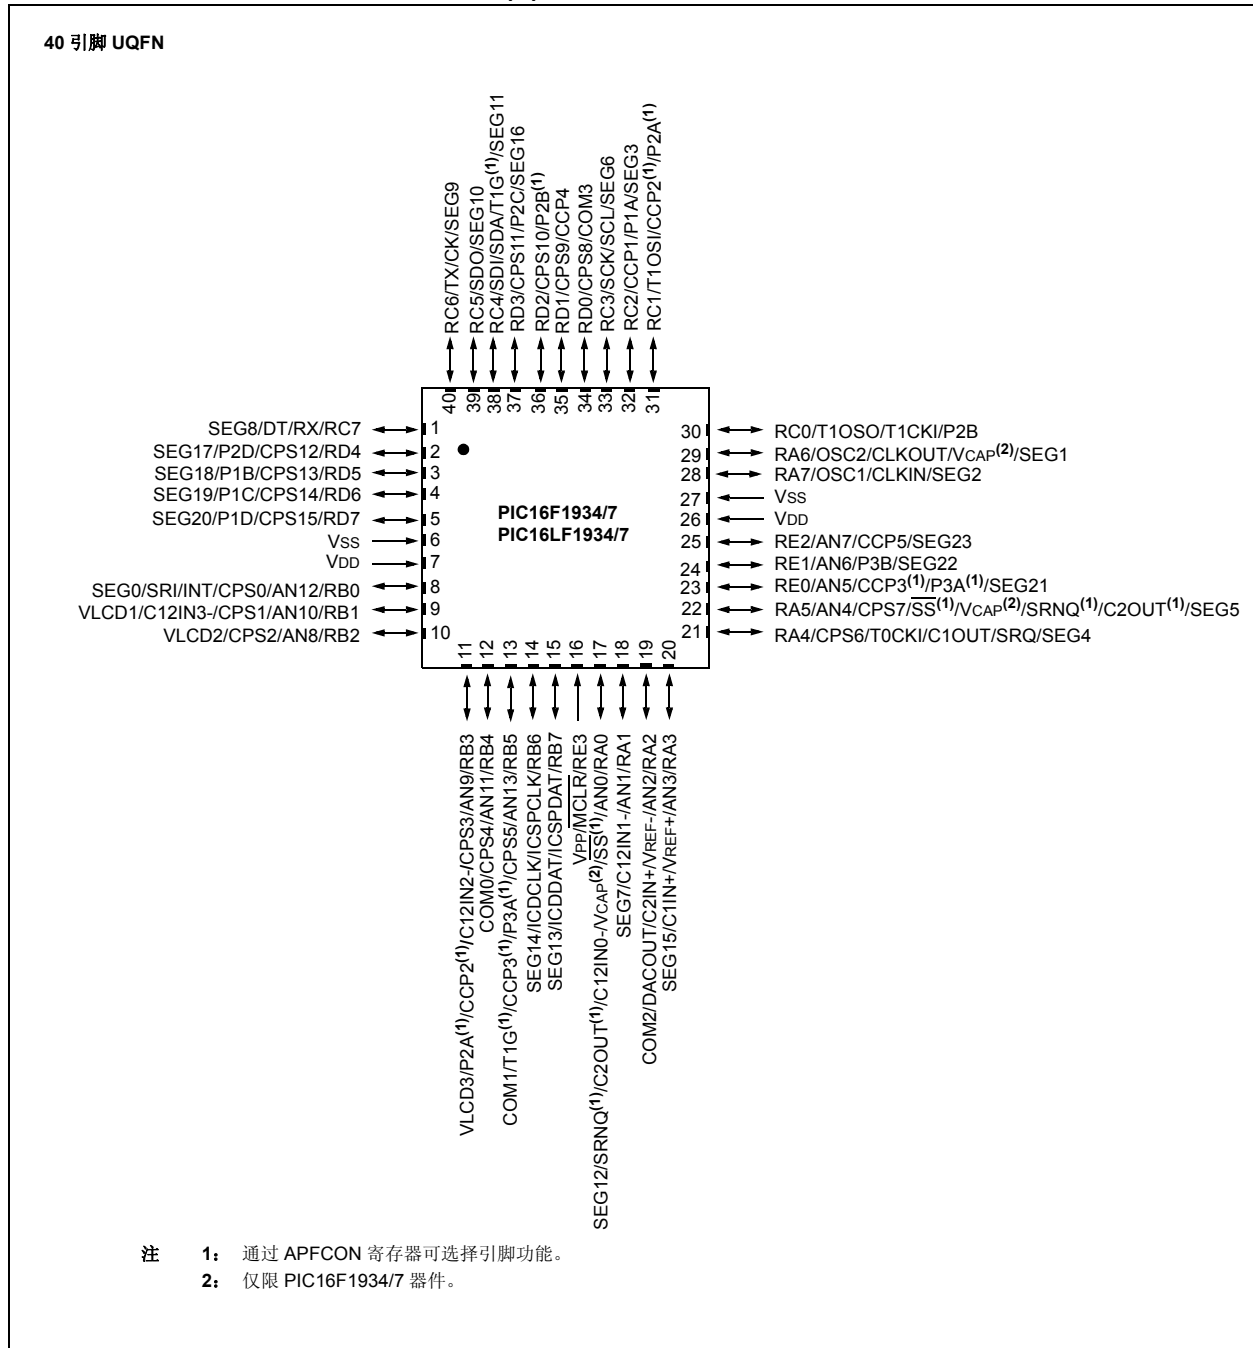 40 引脚 UQFN
RC6/TX/CK/SEG9
RC5/SDO/SEG10
RC4/SDI/SDA/T1G(1)/SEG11
RD3/CPS11/P2C/SEG16
RD2/CPS10/P2B(1)
RD1/CPS9/CCP4
RD0/CPS8/COM3
RC3/SCK/SCL/SEG6
RC2/CCP1/P1A/SEG3
RC1/T1OSI/CCP2(1)/P2A(1)
40
39
38
37
36
35
34
33
32
31
SEG8/DT/RX/RC7 1
SEG17/P2D/CPS12/RD4 2
SEG18/P1B/CPS13/RD5 3
SEG19/P1C/CPS14/RD6 4
SEG20/P1D/CPS15/RD7 5
VSS 6
VDD 7
SEG0/SRI/INT/CPS0/AN12/RB0 8
VLCD1/C12IN3-/CPS1/AN10/RB1 9
VLCD2/CPS2/AN8/RB2 10
PIC16F1934/7
PIC16LF1934/7
30 RC0/T1OSO/T1CKI/P2B
29 RA6/OSC2/CLKOUT/VCAP(2)/SEG1
28 RA7/OSC1/CLKIN/SEG2
27 VSS
26 VDD
25 RE2/AN7/CCP5/SEG23
24 RE1/AN6/P3B/SEG22
23 RE0/AN5/CCP3(1)/P3A(1)/SEG21
22 RA5/AN4/CPS7/SS(1)/VCAP(2)/SRNQ(1)/C2OUT(1)/SEG5
21 RA4/CPS6/T0CKI/C1OUT/SRQ/SEG4
11
12
13
14
15
16
17
18
19
20
VLCD3/P2A(1)/CCP2(1)/C12IN2-/CPS3/AN9/RB3
COM0/CPS4/AN11/RB4
COM1/T1G(1)/CCP3(1)/P3A(1)/CPS5/AN13/RB5
SEG14/ICDCLK/ICSPCLK/RB6
SEG13/ICDDAT/ICSPDAT/RB7
VPP/MCLR/RE3
SEG12/SRNQ(1)/C2OUT(1)/C12IN0-/VCAP(2)/SS(1)/AN0/RA0
SEG7/C12IN1-/AN1/RA1
COM2/DACOUT/C2IN+/VREF-/AN2/RA2
SEG15/C1IN+/VREF+/AN3/RA3
注 1： 通过 APFCON 寄存器可选择引脚功能。
2： 仅限 PIC16F1934/7 器件。